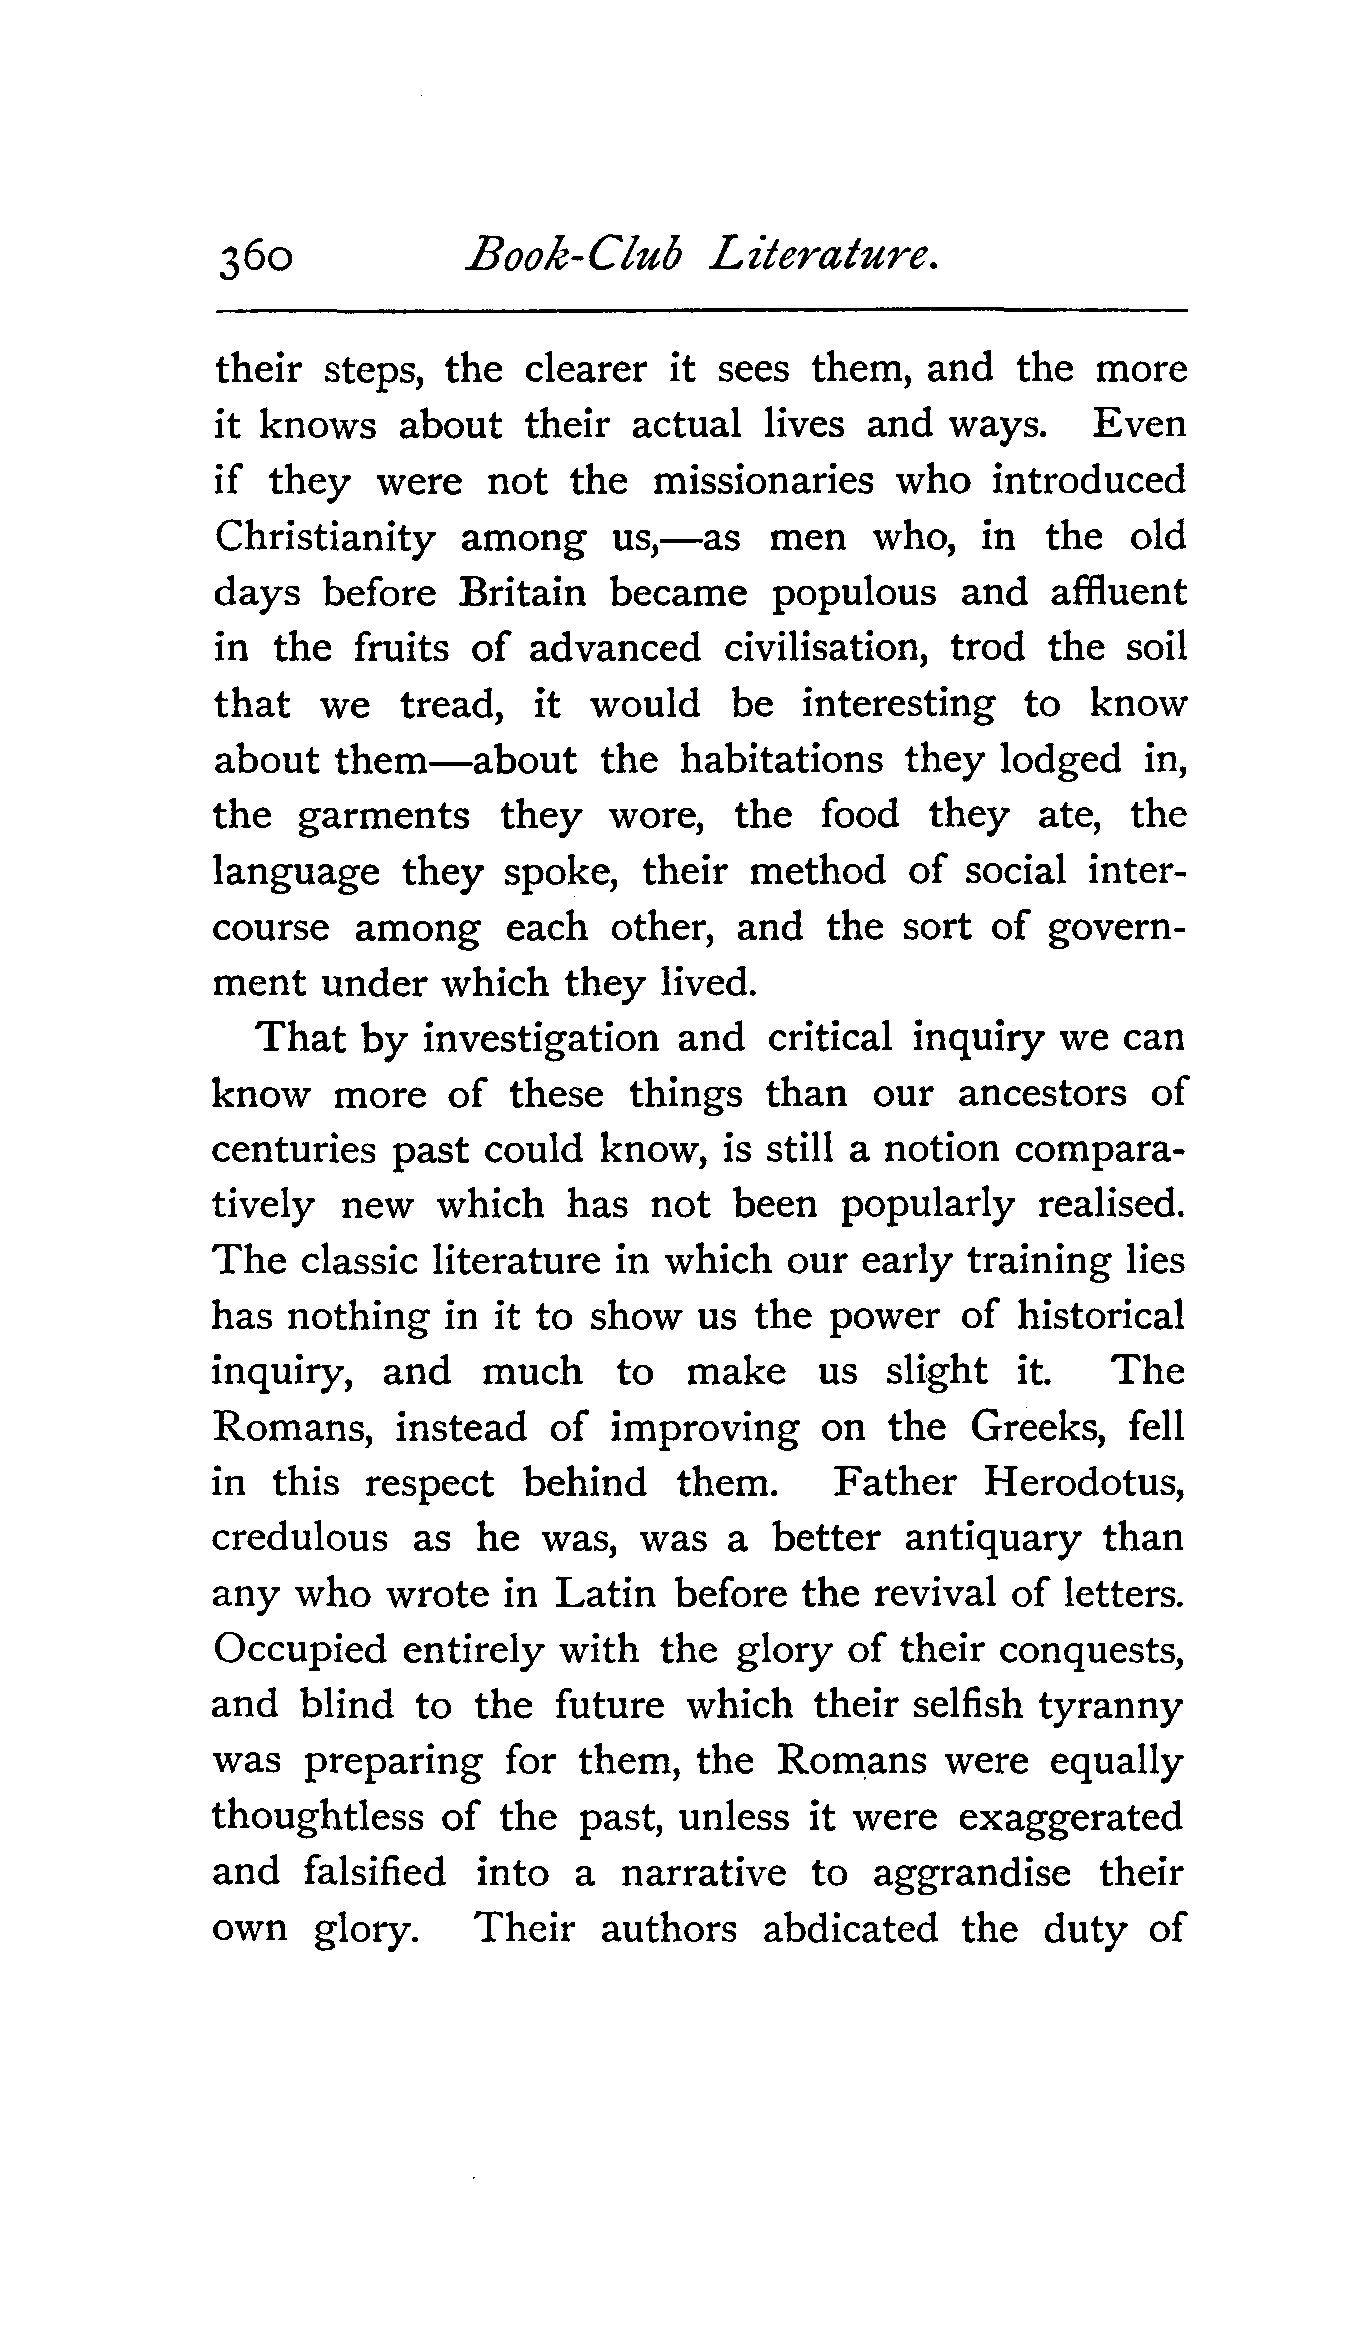 360 Book-Club Literature.
their steps, the clearer it sees them, and the more
it knows about their actual lives and ways. Even
if they were not the missionaries who introduced
Christianity among us,—as men who, in the old
days before Britain became populous and affluent
in the fruits of advanced civilisation, trod the soil
that we tread, it would be interesting to know
about them—about the habitations they lodged in,
the garments they wore, the food they ate, the
language they spoke, their method of social inter-
course among each other, and the sort of govern-
ment under which they lived.
That by investigation and critical inquiry we can
know more of these things than our ancestors of
centuries past could know, is still a notion compara-
tively new which has not been popularly realised.
The classic literature in which our early training lies
has nothing in it to show us the power of historical
inquiry, and much to make us slight it. The
Romans, instead of improving on the Greeks, fell
in this respect behind them. Father Herodotus,
credulous as he was, was a better antiquary than
any who wrote in Latin before the revival of letters.
Occupied entirely with the glory of their conquests,
and blind to the future which their selfish tyranny
was preparing for them, the Romans were equally
thoughtless of the past, unless it were exaggerated
and falsified into a narrative to aggrandise their
own glory. Their authors abdicated the duty of